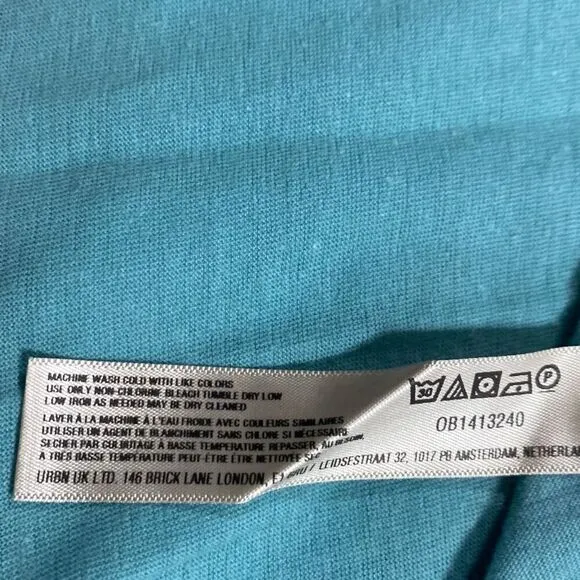 MACHINE WASH COLD WITH LIKE COLORS
USE ONLY NON-CHLORINE BLEACH TUMBLE DRY LOW
LOW IRON AS NEEDED MAY BE DRY CLEANED
LAVER À LA MACHINE À L'EAU FROIDE AVEC COULEURS SIMILAIRES
UTILISER UN AGENT DE BLANCHIMENT SANS CHLORE SI NÉCESSAIRE
SÉCHER PAR CULBUTAGE À BASSE TEMPÉRATURE REPASSER, AU BESOIN,
À TRÈS BASSE TEMPÉRATURE PEUT-ÊTRE ÊTRE NETTOYÉE SEC
URBN UK LTD. 146 BRICK LANE LONDON, / LEIDSESTRAAT 32, 1017 PB AMSTERDAM, NETHERLAN
30 P
OB1413240